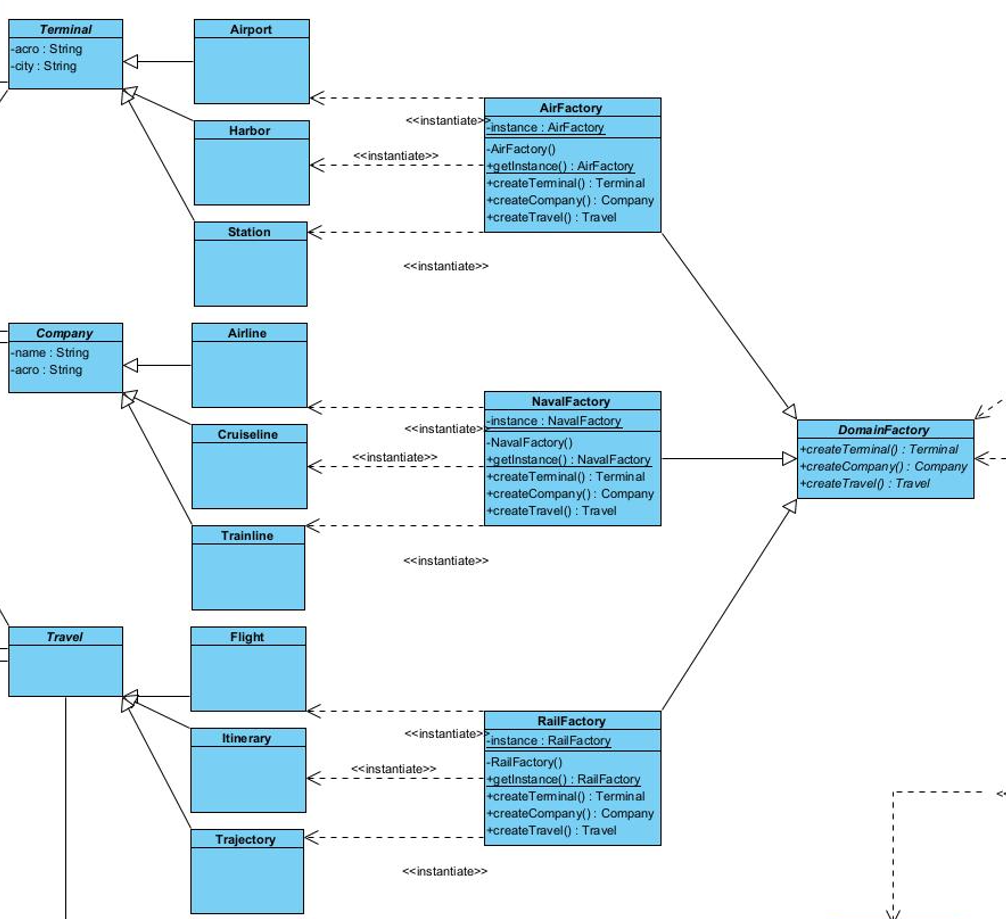 Terminal
-acro : String
-city : String
Airport
Harbor
Station
<<instantiate>>
<<instantiate>>
<<instantiate>>
AirFactory
-instance : AirFactory
-AirFactory()
+getInstance() : AirFactory
+createTerminal() : Terminal
+createCompany() : Company
+createTravel() : Travel
Company
-name : String
-acro : String
Airline
Cruiseline
Trainline
<<instantiate>>
<<instantiate>>
<<instantiate>>
NavalFactory
-instance : NavalFactory
-NavalFactory()
+getInstance() : NavalFactory
+createTerminal() : Terminal
+createCompany() : Company
+createTravel() : Travel
DomainFactory
+createTerminal() : Terminal
+createCompany() : Company
+createTravel() : Travel
Travel
Flight
Itinerary
Trajectory
<<instantiate>>
<<instantiate>>
<<instantiate>>
RailFactory
-instance : RailFactory
-RailFactory()
+getInstance() : RailFactory
+createTerminal() : Terminal
+createCompany() : Company
+createTravel() : Travel